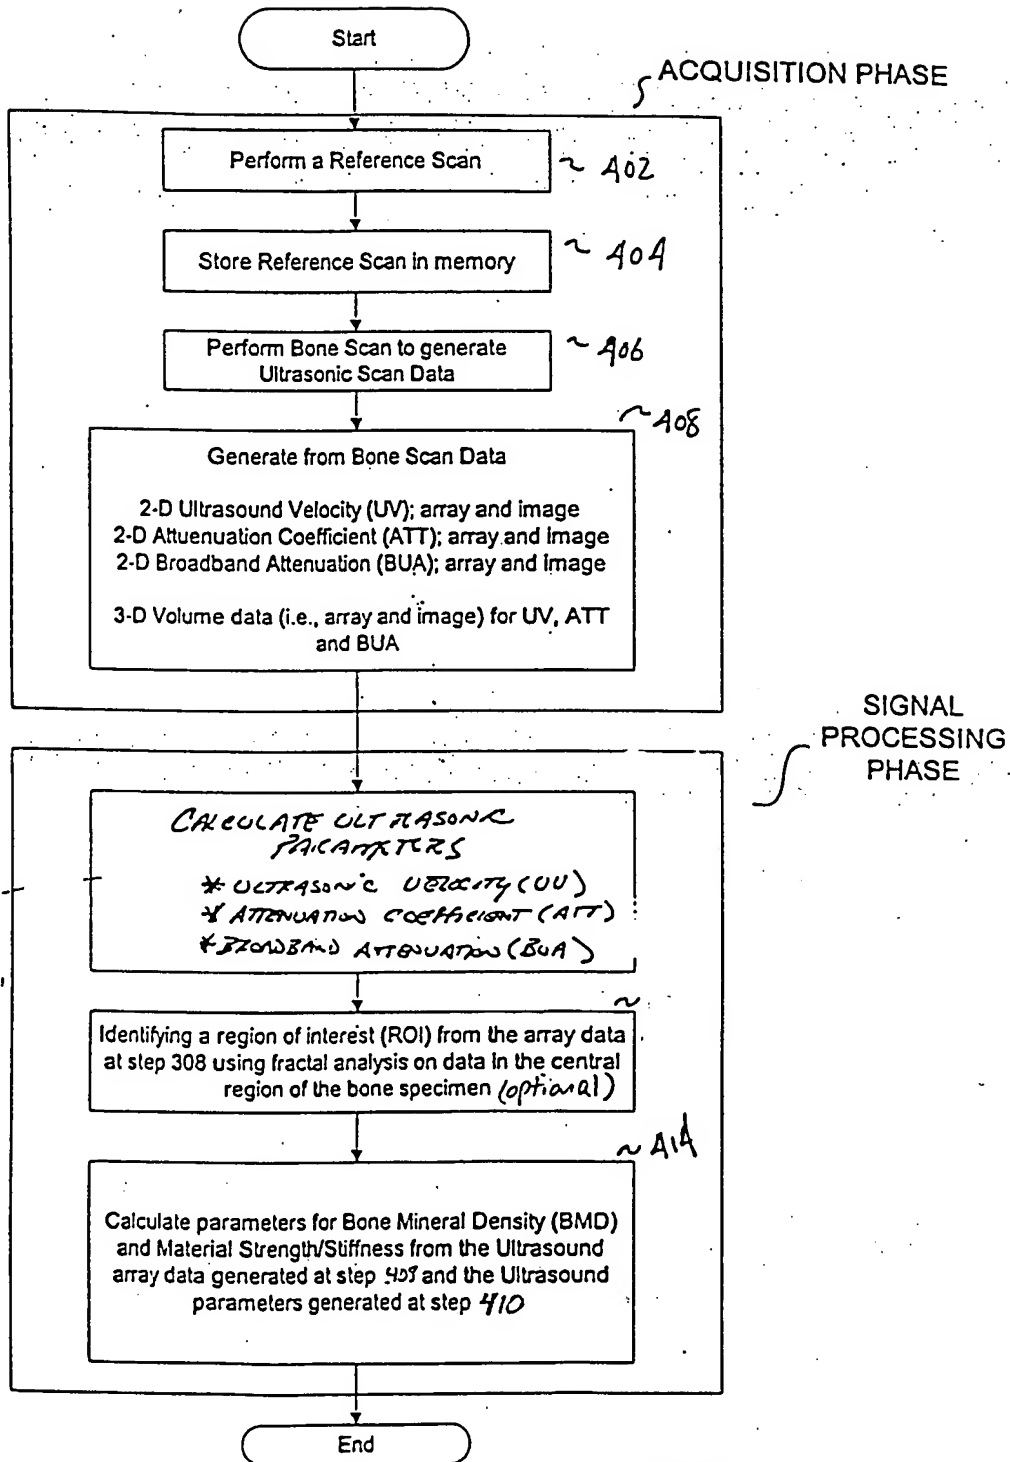 Start
ACQUISITION PHASE
Perform a Reference Scan
~ 402
Store Reference Scan in memory
~ 404
Perform Bone Scan to generate
Ultrasonic Scan Data
~ 406
~ 408
Generate from Bone Scan Data
2-D Ultrasound Velocity (UV); array and image
2-D Attuenuation Coefficient (ATT); array and Image
2-D Broadband Attenuation (BUA); array and image
3-D Volume data (i.e., array and image) for UV, ATT
and BUA
SIGNAL
PROCESSING
PHASE
CALCULATE ULTRASONIC
PARAMETERS
* ULTRASONIC VELOCITY (UV)
* ATTENUATION COEFFICIENT (ATT)
* BROADBAND ATTENUATION (BUA)
~
Identifying a region of interest (ROI) from the array data
at step 308 using fractal analysis on data in the central
region of the bone specimen (optional)
~ 414
Calculate parameters for Bone Mineral Density (BMD)
and Material Strength/Stiffness from the Ultrasound
array data generated at step and the Ultrasound
parameters generated at step 410
End